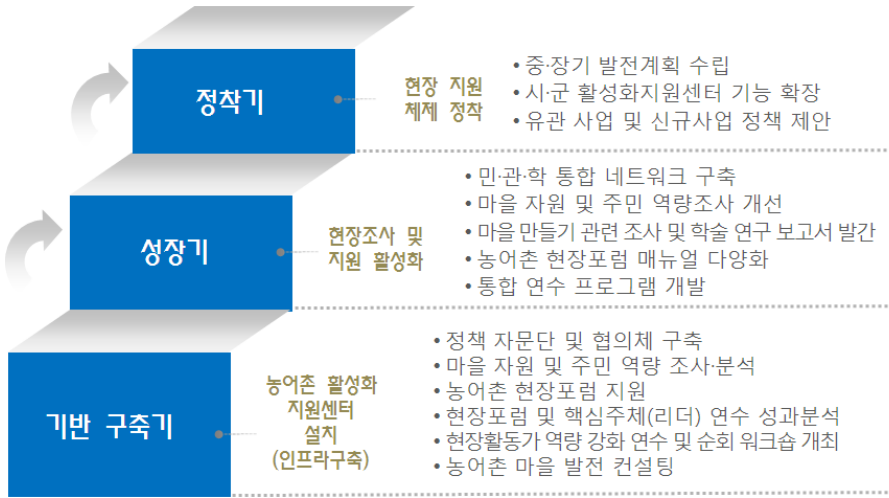 정착기
현장 지원
체제 정착
• 중·장기 발전계획 수립
• 시·군 활성화지원센터 기능 확장
• 유관 사업 및 신규사업 정책 제안
성장기
현장조사 및
지원 활성화
• 민·관·학 통합 네트워크 구축
• 마을 자원 및 주민 역량조사 개선
• 마을 만들기 관련 조사 및 학술 연구 보고서 발간
• 농어촌 현장포럼 매뉴얼 다양화
• 통합 연수 프로그램 개발
기반 구축기
농어촌 활성화
지원센터
설치
(인프라구축)
• 정책 자문단 및 협의체 구축
• 마을 자원 및 주민 역량 조사·분석
• 농어촌 현장포럼 지원
• 현장포럼 및 핵심주체(리더) 연수 성과분석
• 현장활동가 역량 강화 연수 및 순회 워크숍 개최
• 농어촌 마을 발전 컨설팅